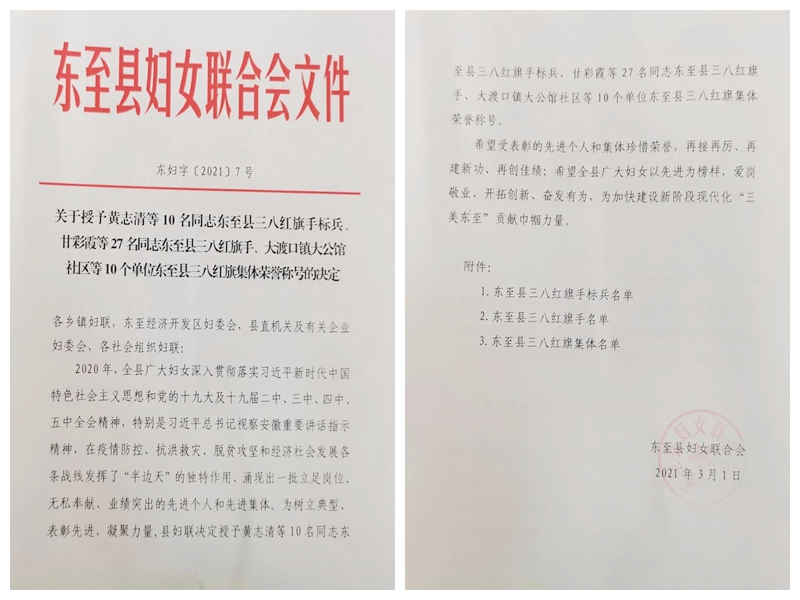 东至县妇女联合会文件
东妇字〔2021〕7号
关于授予黄志清等10名同志东至县三八红旗手标兵、
甘彩霞等27名同志东至县三八红旗手、大渡口镇大公馆
社区等10个单位东至县三八红旗集体荣誉称号的决定
各乡镇妇联，东至经济开发区妇委会，县直机关及有关企业
妇委会，各社会组织妇联：
2020年，全县广大妇女深入贯彻落实习近平新时代中国
特色社会主义思想和党的十九大及十九届二中、三中、四中、
五中全会精神，特别是习近平总书记视察安徽重要讲话指示
精神，在疫情防控、抗洪救灾、脱贫攻坚和经济社会发展各
条战线发挥了“半边天”的独特作用，涌现出一批立足岗位、
无私奉献、业绩突出的先进个人和先进集体。为树立典型、
表彰先进、凝聚力量,县妇联决定授予黄志清等10名同志东
至县三八红旗手标兵、甘彩霞等27名同志东至县三八红旗
手、大渡口镇大公馆社区等10个单位东至县三八红旗集体
荣誉称号。
希望受表彰的先进个人和集体珍惜荣誉，再接再厉、再
建新功、再创佳绩；希望全县广大妇女以先进为榜样，爱岗
敬业、开拓创新、奋发有为，为加快建设新阶段现代化“三
美东至”贡献巾帼力量。
附件：
1.东至县三八红旗手标兵名单
2.东至县三八红旗手名单
3.东至县三八红旗集体名单
东至县妇女联合会
2021年3月1日